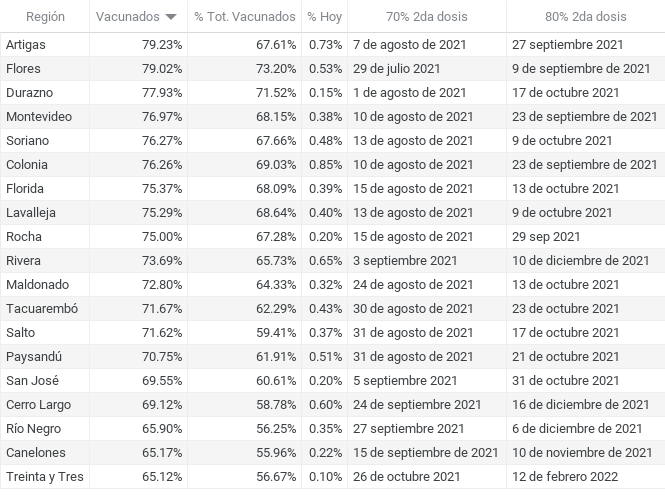 Región Vacunados % Tot. Vacunados % Hoy 70% 2da dosis 80% 2da dosis
Artigas 79.23% 67.61% 0.73% 7 de agosto de 2021 27 septiembre 2021
Flores 79.02% 73.20% 0.53% 29 de julio 2021 9 de septiembre de 2021
Durazno 77.93% 71.52% 0.15% 1 de agosto de 2021 17 de octubre 2021
Montevideo 76.97% 68.15% 0.38% 10 de agosto de 2021 23 de septiembre de 2021
Soriano 76.27% 67.66% 0.48% 13 de agosto de 2021 9 de octubre 2021
Colonia 76.26% 69.03% 0.85% 10 de agosto de 2021 23 de septiembre de 2021
Florida 75.37% 68.09% 0.39% 15 de agosto de 2021 13 de octubre 2021
Lavalleja 75.29% 68.64% 0.40% 13 de agosto de 2021 9 de octubre 2021
Rocha 75.00% 67.28% 0.20% 15 de agosto de 2021 29 sep 2021
Rivera 73.69% 65.73% 0.65% 3 septiembre 2021 10 de diciembre de 2021
Maldonado 72.80% 64.33% 0.32% 24 de agosto de 2021 13 de octubre 2021
Tacuarembó 71.67% 62.29% 0.43% 30 de agosto de 2021 23 de octubre 2021
Salto 71.62% 59.41% 0.37% 31 de agosto de 2021 17 de octubre 2021
Paysandú 70.75% 61.91% 0.51% 31 de agosto de 2021 21 de octubre 2021
San José 69.55% 60.61% 0.20% 5 septiembre 2021 31 de octubre 2021
Cerro Largo 69.12% 58.78% 0.60% 24 de septiembre 2021 16 de diciembre de 2021
Río Negro 65.90% 56.25% 0.35% 27 septiembre 2021 6 de diciembre de 2021
Canelones 65.17% 55.96% 0.22% 15 de septiembre de 2021 10 de noviembre de 2021
Treinta y Tres 65.12% 56.67% 0.10% 26 de octubre 2021 12 de febrero 2022